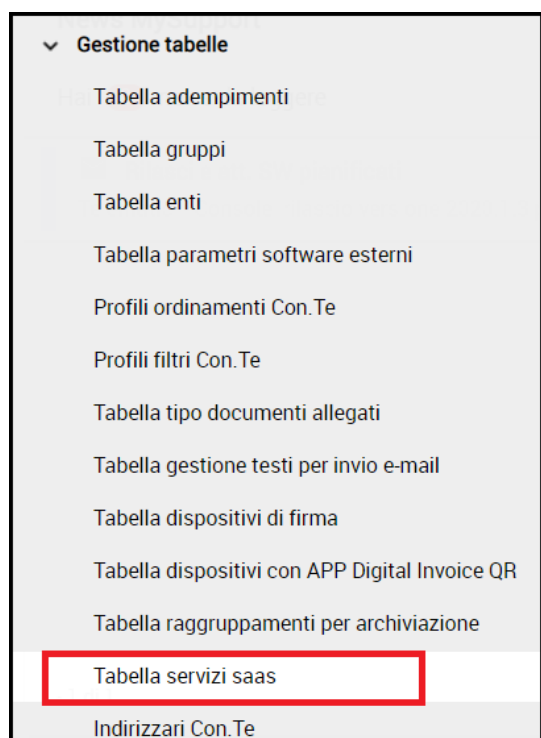 News MySupport
Gestione tabelle
Tabella adempimenti
Tabella gruppi
Tabella enti
Tabella parametri software esterni
Profili ordinamenti Con.Te
Profili filtri Con.Te
Tabella tipo documenti allegati
Tabella gestione testi per invio e-mail
Tabella dispositivi di firma
Tabella dispositivi con APP Digital Invoice QR
Tabella raggruppamenti per archiviazione
Tabella servizi saas
Indirizzari Con.Te